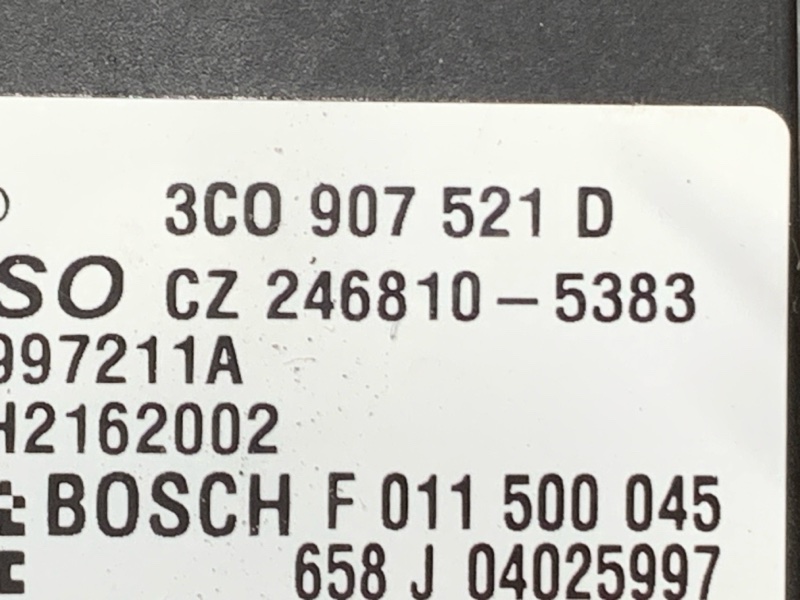 3C0 907 521 D
SO CZ 246810-5383
997211A
H2162002
BOSCH F 011 500 045
658 J 04025997